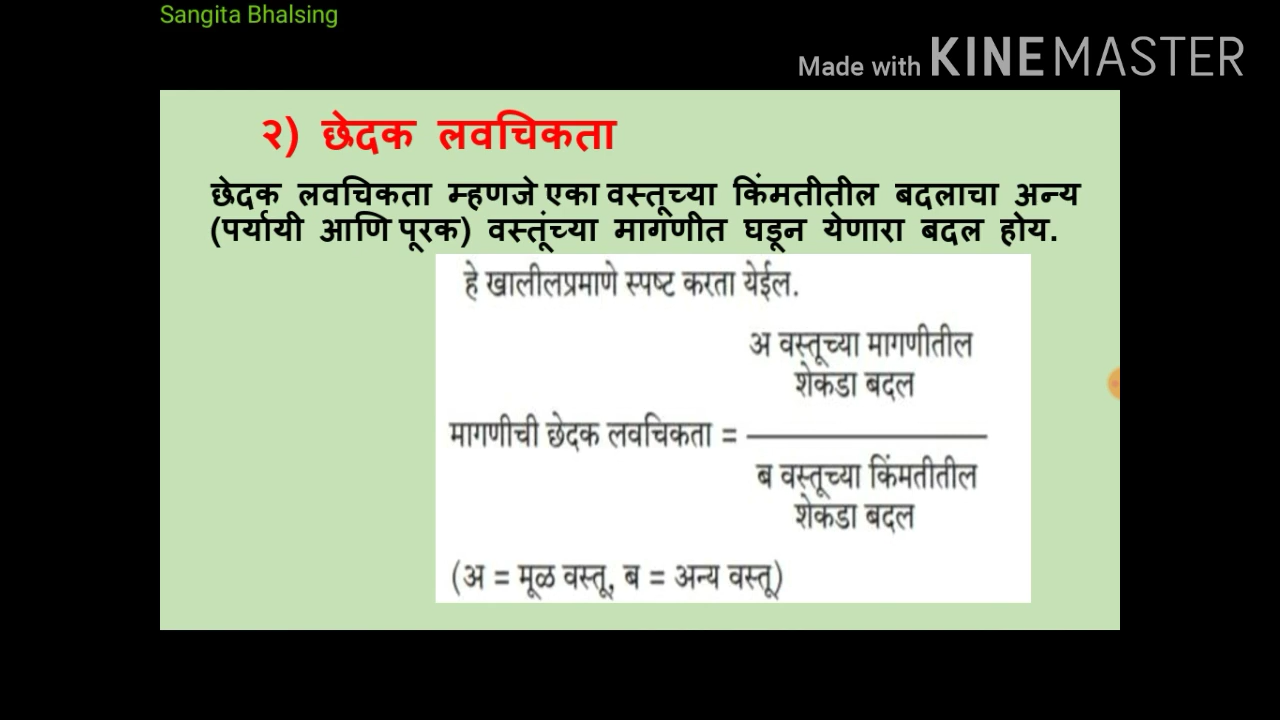 Sangita Bhalsing
Made with KINEMASTER
२) छेदक लवचिकता
छेदक लवचिकता म्हणजे एका वस्तूच्या किंमतीतील बदलाचा अन्य
(पर्यायी आणि पूरक) वस्तूंच्या मागणीत घडून येणारा बदल होय.
हे खालीलप्रमाणे स्पष्ट करता येईल.
अ वस्तूच्या मागणीतील
शेकडा बदल
मागणीची छेदक लवचिकता =
ब वस्तूच्या किंमतीतील
शेकडा बदल
(अ = मूळ वस्तू, ब = अन्य वस्तू)